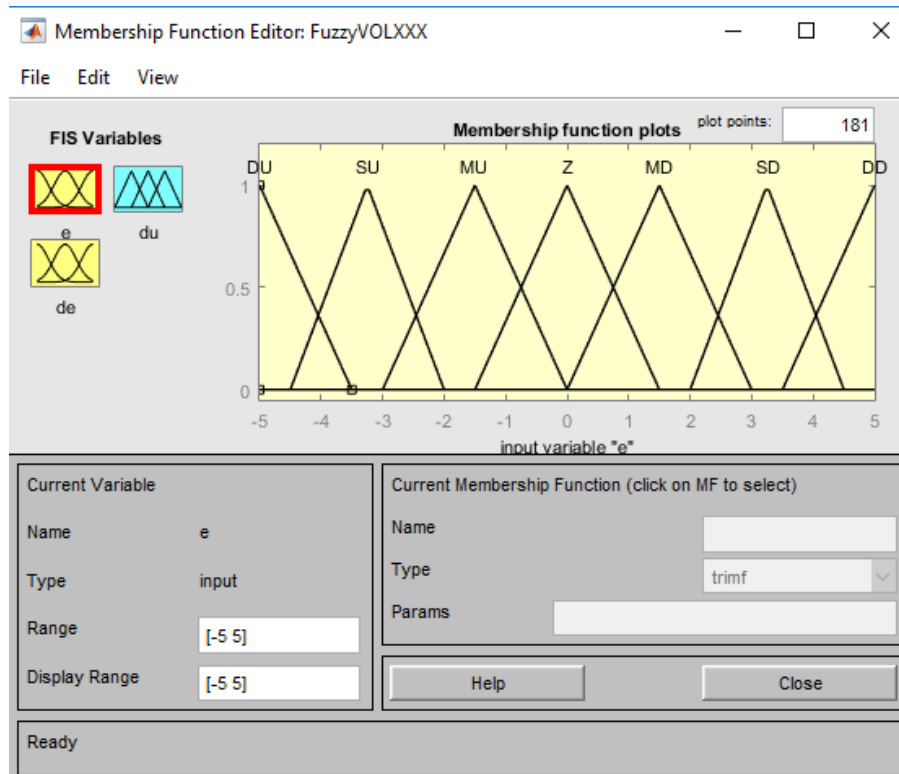 Membership Function Editor: FuzzyVOLXXX
File Edit View
FIS Variables
e
du
de
Membership function plots
plot points: 181
DU SU MU Z MD SD DD
1
0.5
0
-5 -4 -3 -2 -1 0 1 2 3 4 5
input variable "e"
Current Variable
Name e
Type input
Range [-5 5]
Display Range [-5 5]
Current Membership Function (click on MF to select)
Name
Type trimf
Params
Help Close
Ready